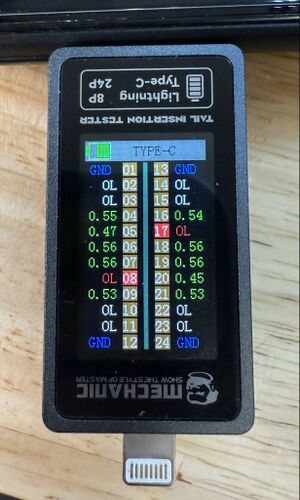 Lightning 8P
Type-C 24P
TAIL INSERTION TESTER
TYPE-C
GND 01 13 GND
OL 02 14 OL
OL 03 15 OL
0.55 04 16 0.54
0.47 05 17 OL
0.56 06 18 0.56
0.56 07 19 0.56
OL 08 20 0.45
0.53 09 21 0.53
OL 10 22 OL
OL 11 23 OL
GND 12 24 GND
MECHANIC
SHOW THE STYLE OF MASTER